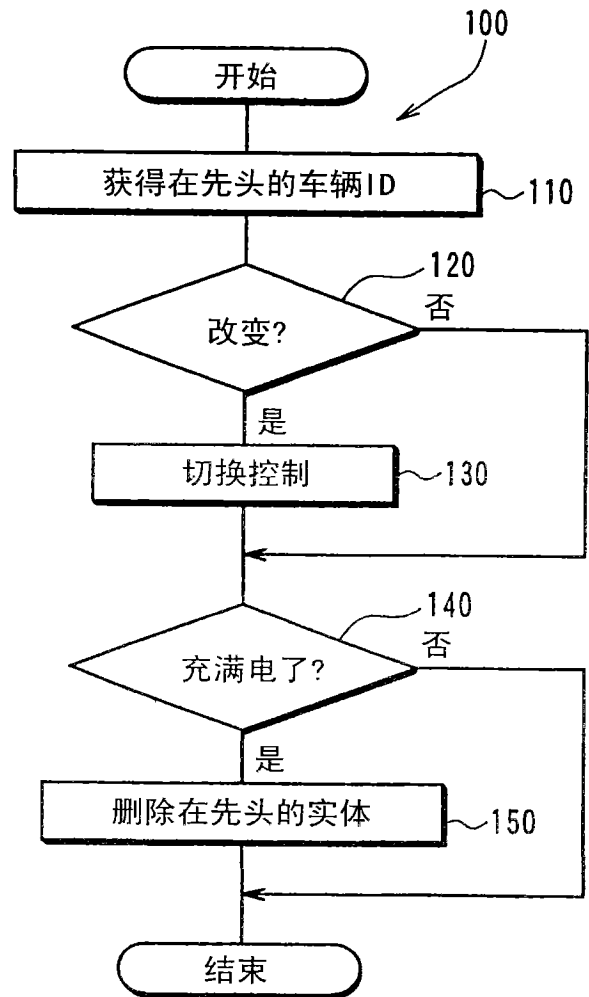 100
开始
获得在先头的车辆ID
110
120
改变?
否
是
切换控制
130
140
充满电了?
否
是
删除在先头的实体
150
结束